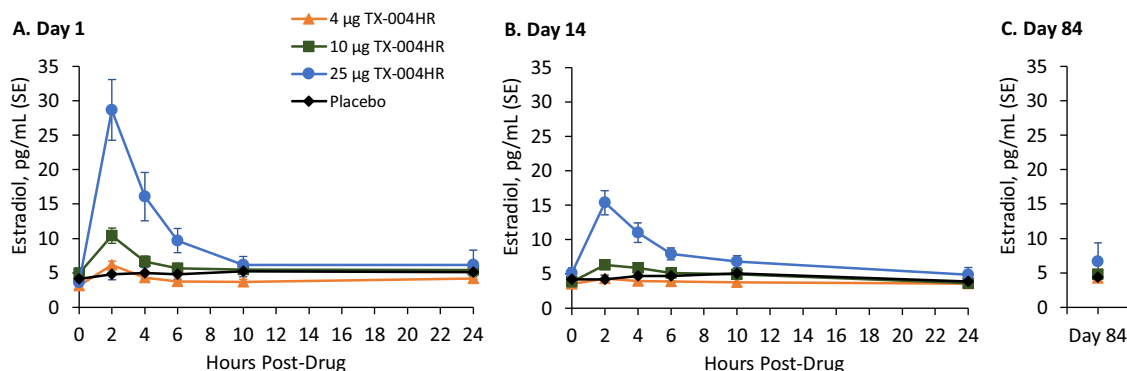 A. Day 1
4 µg TX-004HR
10 µg TX-004HR
25 µg TX-004HR
Placebo
Estradiol, pg/mL (SE)
35
30
25
20
15
10
5
0
0 2 4 6 8 10 12 14 16 18 20 22 24
Hours Post-Drug
B. Day 14
Estradiol, pg/mL (SE)
35
30
25
20
15
10
5
0
0 2 4 6 8 10 12 14 16 18 20 22 24
Hours Post-Drug
C. Day 84
Estradiol, pg/mL (SE)
35
30
25
20
15
10
5
0
Day 84